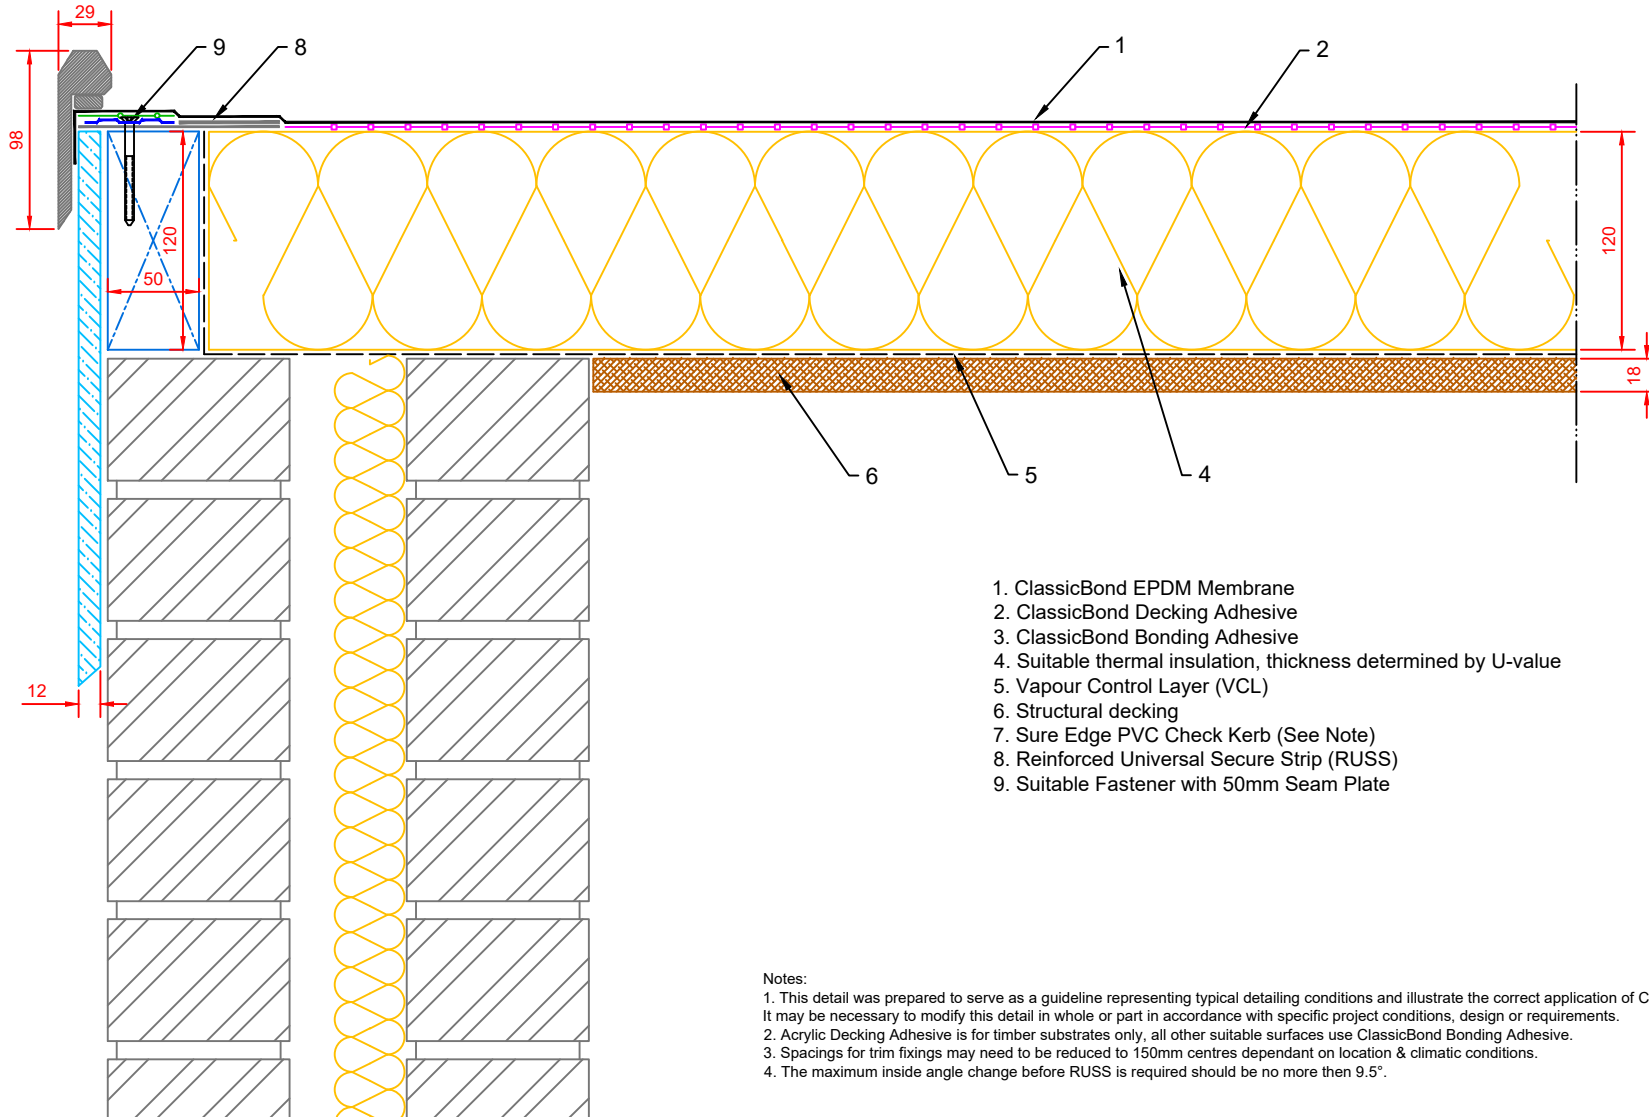 29
9
8
1
2
98
120
50
120
18
6
5
4
12
1. ClassicBond EPDM Membrane
2. ClassicBond Decking Adhesive
3. ClassicBond Bonding Adhesive
4. Suitable thermal insulation, thickness determined by U-value
5. Vapour Control Layer (VCL)
6. Structural decking
7. Sure Edge PVC Check Kerb (See Note)
8. Reinforced Universal Secure Strip (RUSS)
9. Suitable Fastener with 50mm Seam Plate
Notes:
1. This detail was prepared to serve as a guideline representing typical detailing conditions and illustrate the correct application of C
It may be necessary to modify this detail in whole or part in accordance with specific project conditions, design or requirements.
2. Acrylic Decking Adhesive is for timber substrates only, all other suitable surfaces use ClassicBond Bonding Adhesive.
3. Spacings for trim fixings may need to be reduced to 150mm centres dependant on location & climatic conditions.
4. The maximum inside angle change before RUSS is required should be no more then 9.5°.